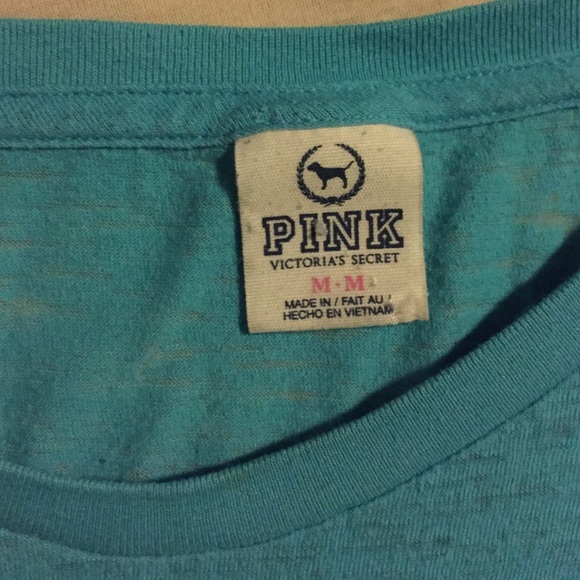 PINK
VICTORIA'S SECRET
M·M
MADE IN / FAIT AU /
HECHO EN VIETNAM